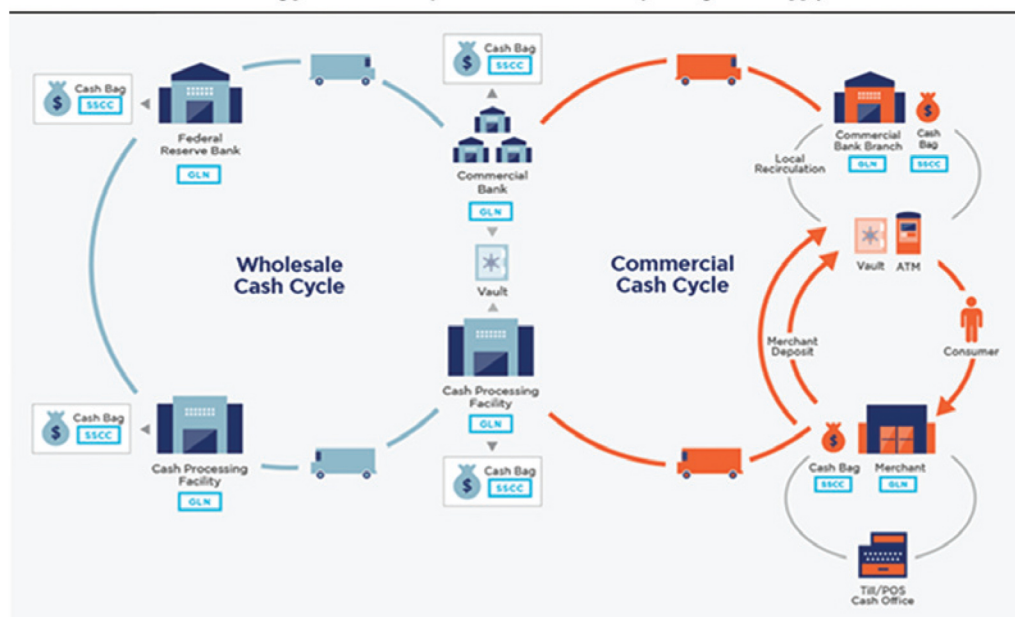 Cash Bag
SSCC
Federal
Reserve Bank
GLN
Cash Bag
SSCC
Commercial
Bank
GLN
Vault
Cash Processing
Facility
GLN
Cash Bag
SSCC
Cash Bag
SSCC
Cash Processing
Facility
GLN
Wholesale
Cash Cycle
Commercial
Cash Cycle
Commercial
Bank Branch
GLN
Cash
Bag
SSCC
Local
Recirculation
Vault
ATM
Consumer
Merchant
Deposit
Cash Bag
SSCC
Merchant
GLN
Till/POS
Cash Office